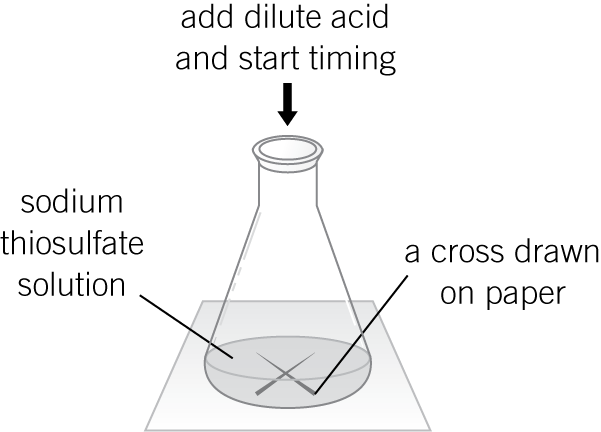 add dilute acid
and start timing
sodium
thiosulfate
solution
a cross drawn
on paper